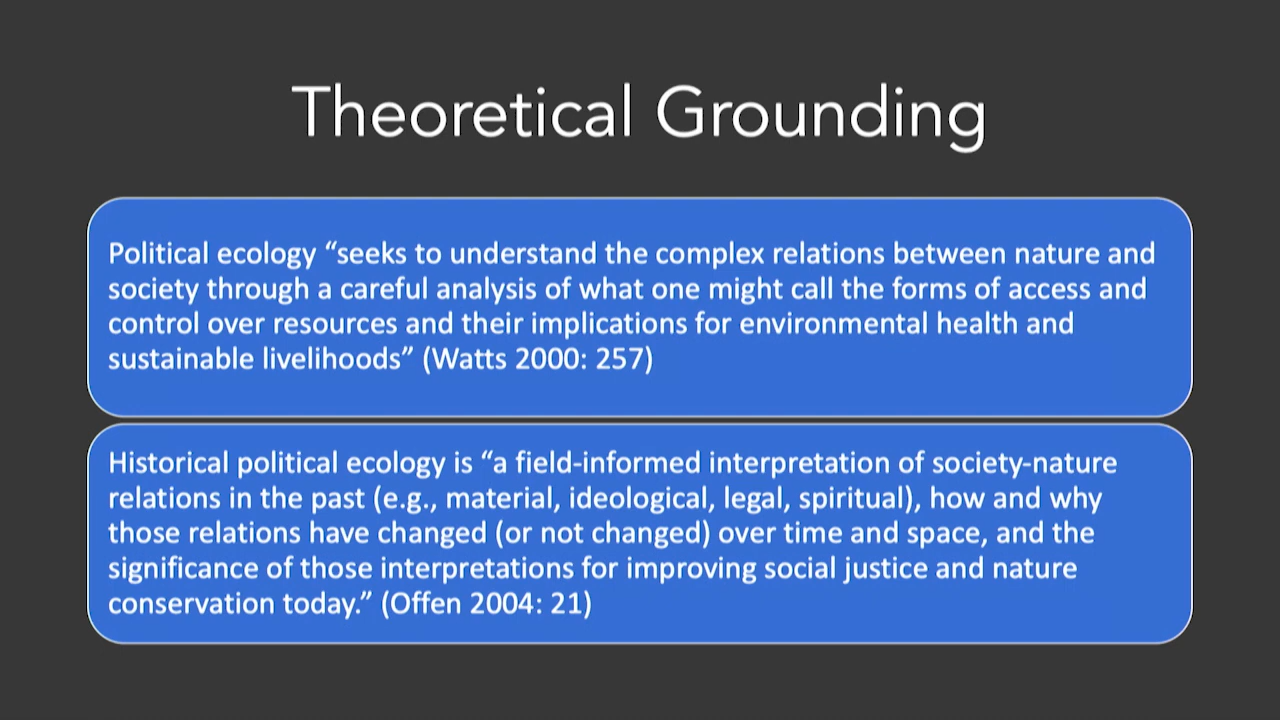 Theoretical Grounding
Political ecology “seeks to understand the complex relations between nature and
society through a careful analysis of what one might call the forms of access and
control over resources and their implications for environmental health and
sustainable livelihoods” (Watts 2000: 257)
Historical political ecology is “a field-informed interpretation of society-nature
relations in the past (e.g., material, ideological, legal, spiritual), how and why
those relations have changed (or not changed) over time and space, and the
significance of those interpretations for improving social justice and nature
conservation today.” (Offen 2004: 21)